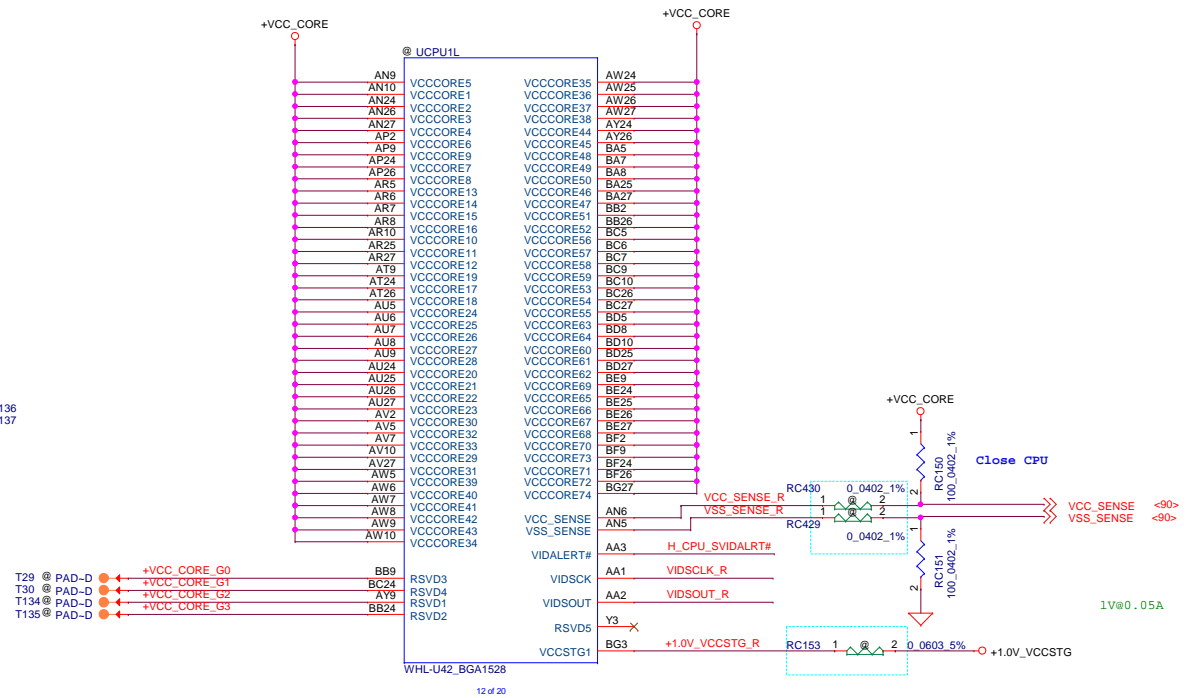 +VCC_CORE
+VCC_CORE
@ UCPU1L
AN9 VCCCORE5 VCCCORE35 AW24
AN10 VCCCORE1 VCCCORE36 AW25
AN24 VCCCORE2 VCCCORE37 AW26
AN26 VCCCORE3 VCCCORE38 AW27
AN27 VCCCORE4 VCCCORE44 AY24
AP2 VCCCORE6 VCCCORE45 AY26
AP9 VCCCORE9 VCCCORE48 BA5
AP24 VCCCORE7 VCCCORE49 BA7
AP26 VCCCORE8 VCCCORE50 BA8
AR5 VCCCORE13 VCCCORE46 BA25
AR6 VCCCORE14 VCCCORE47 BA27
AR7 VCCCORE15 VCCCORE51 BB2
AR8 VCCCORE16 VCCCORE52 BB26
AR10 VCCCORE10 VCCCORE56 BC5
AR25 VCCCORE11 VCCCORE57 BC6
AR27 VCCCORE12 VCCCORE58 BC7
AT9 VCCCORE19 VCCCORE59 BC9
AT24 VCCCORE17 VCCCORE53 BC10
AT26 VCCCORE18 VCCCORE54 BC26
AU5 VCCCORE24 VCCCORE55 BC27
AU6 VCCCORE25 VCCCORE63 BD5
AU7 VCCCORE26 VCCCORE64 BD8
AU8 VCCCORE27 VCCCORE60 BD10
AU9 VCCCORE28 VCCCORE61 BD25
AU24 VCCCORE20 VCCCORE62 BD27
AU25 VCCCORE21 VCCCORE69 BE9
AU26 VCCCORE22 VCCCORE65 BE24
AU27 VCCCORE23 VCCCORE66 BE25
AV2 VCCCORE30 VCCCORE67 BE26
AV5 VCCCORE32 VCCCORE68 BE27
AV7 VCCCORE33 VCCCORE70 BF2
AV10 VCCCORE29 VCCCORE73 BF9
AV27 VCCCORE31 VCCCORE71 BF24
AW5 VCCCORE39 VCCCORE72 BF26
AW6 VCCCORE40 VCCCORE74 BG27
AW7 VCCCORE41
AW8 VCCCORE42 VCC_SENSE AN6 VCC_SENSE_R
AW9 VCCCORE43 VSS_SENSE AN5 VSS_SENSE_R
AW10 VCCCORE34
136
137
+VCC_CORE
1
RC150
100_0402_1%
2
Close CPU
RC430 0_0402_1%
1 @ 2
1 @ 2
RC429
0_0402_1%
VCC_SENSE <90>
VSS_SENSE <90>
1
RC151
100_0402_1%
2
VIDALERT# AA3 H_CPU_SVIDALRT#
VIDSCK AA1 VIDSCLK_R
VIDSOUT AA2 VIDSOUT_R
RSVD5 Y3
VCCSTG1 BG3 +1.0V_VCCSTG_R RC153 1 @ 2 0_0603_5% +1.0V_VCCSTG
1V@0.05A
T29 @ PAD~D +VCC_CORE_G0 BB9 RSVD3
T30 @ PAD~D +VCC_CORE_G1 BC24 RSVD4
T134 @ PAD~D +VCC_CORE_G2 AY9 RSVD1
T135 @ PAD~D +VCC_CORE_G3 BB24 RSVD2
WHL-U42_BGA1528
12 of 20